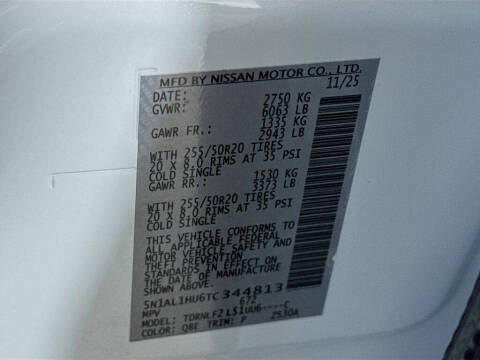 MFD BY NISSAN MOTOR CO., LTD.
DATE: 11/25
GVWR: 2750 KG
6063 LB
GAWR FR.: 1335 KG
2943 LB
WITH 255/50R20 TIRES
20 X 8.0 RIMS AT 35 PSI
COLD SINGLE
GAWR RR.: 1530 KG
3373 LB
WITH 255/50R20 TIRES
20 X 8.0 RIMS AT 35 PSI
COLD SINGLE
THIS VEHICLE CONFORMS TO
ALL APPLICABLE FEDERAL
MOTOR VEHICLE SAFETY AND
THEFT PREVENTION
STANDARDS IN EFFECT ON
THE DATE OF MANUFACTURE
SHOWN ABOVE.
5N1AL1HU6TC344813
MPV 672
MODEL: TDRNLF2LS1UU6----C
COLOR: QBE TRIM: P 2S30A